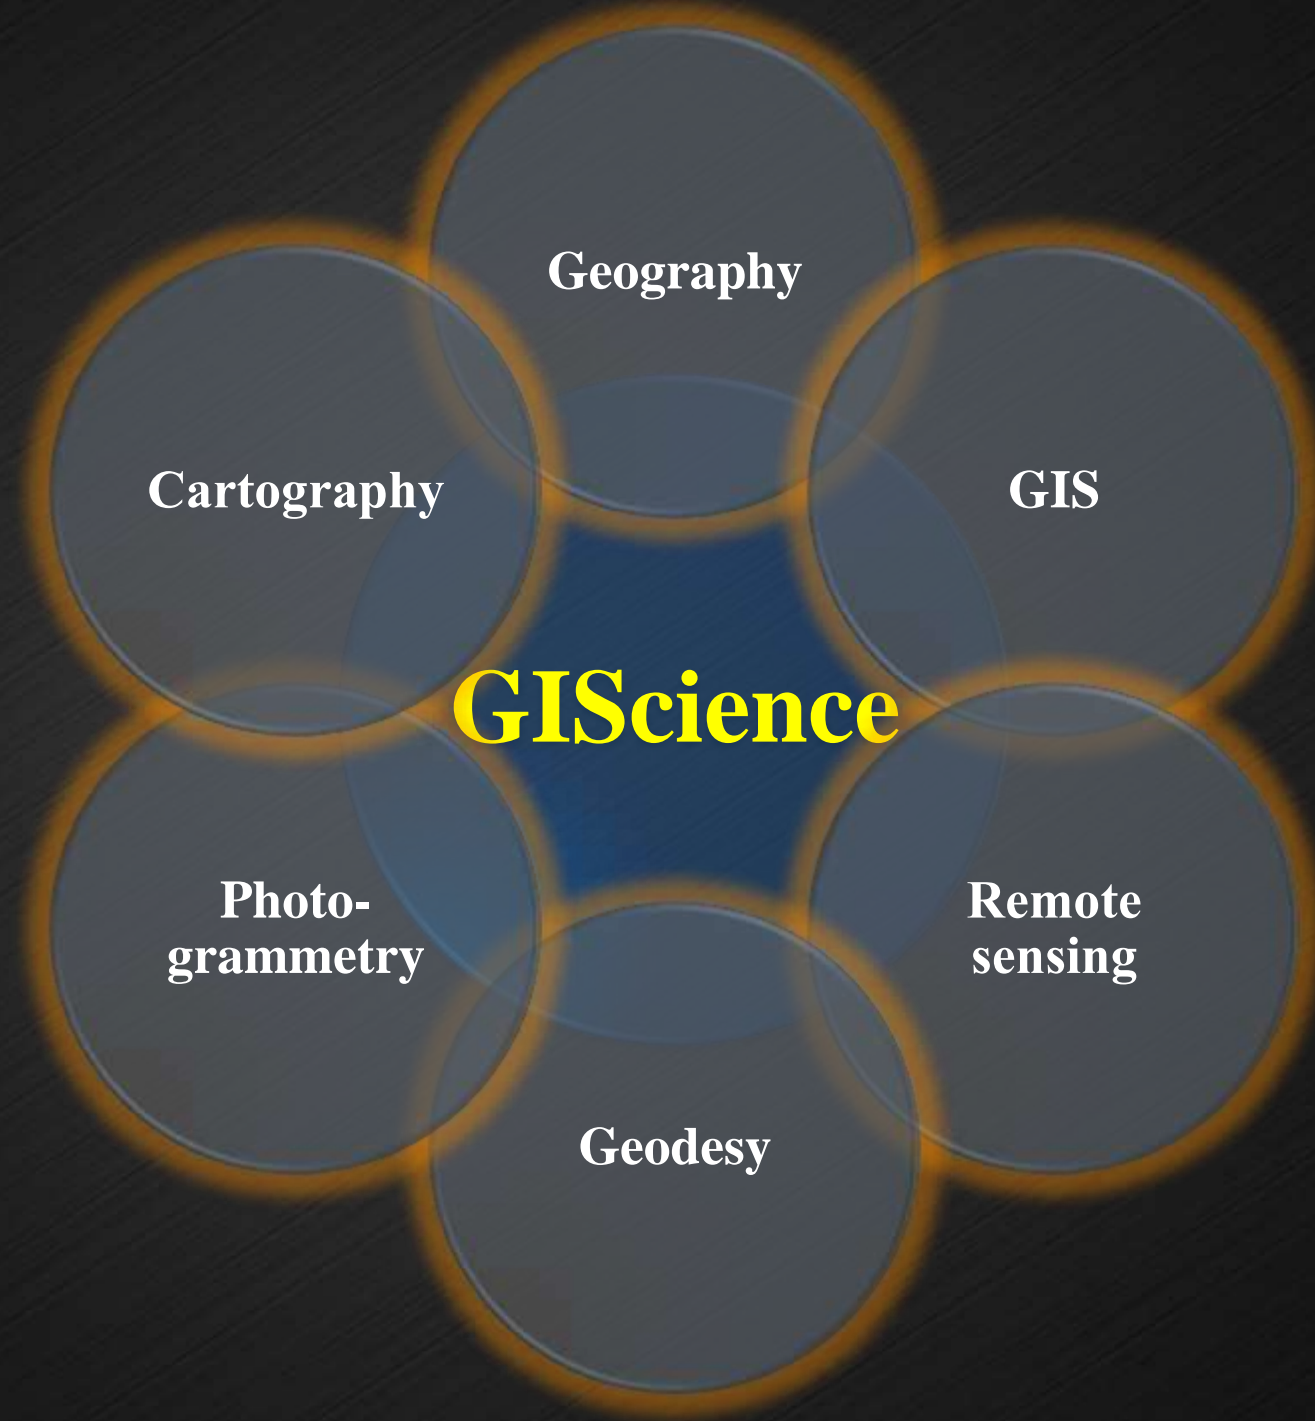 Geography
Cartography
GIS
GIScience
Photo-
grammetry
Remote
sensing
Geodesy